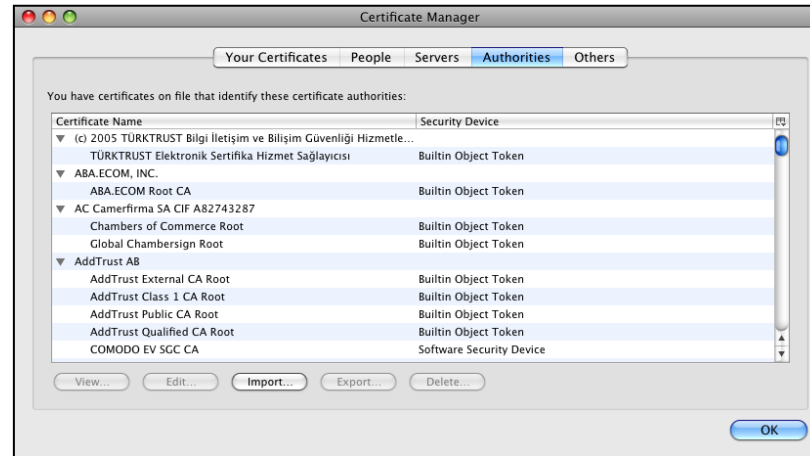 Certificate Manager
Your Certificates People Servers Authorities Others
You have certificates on file that identify these certificate authorities:
Certificate Name Security Device
(c) 2005 TÜRKTRUST Bilgi İletişim ve Bilişim Güvenliği Hizmetle...
TÜRKTRUST Elektronik Sertifika Hizmet Sağlayıcısı Builtin Object Token
ABA.ECOM, INC.
ABA.ECOM Root CA Builtin Object Token
AC Camerfirma SA CIF A82743287
Chambers of Commerce Root Builtin Object Token
Global Chambersign Root Builtin Object Token
AddTrust AB
AddTrust External CA Root Builtin Object Token
AddTrust Class 1 CA Root Builtin Object Token
AddTrust Public CA Root Builtin Object Token
AddTrust Qualified CA Root Builtin Object Token
COMODO EV SGC CA Software Security Device
View... Edit... Import... Export... Delete...
OK